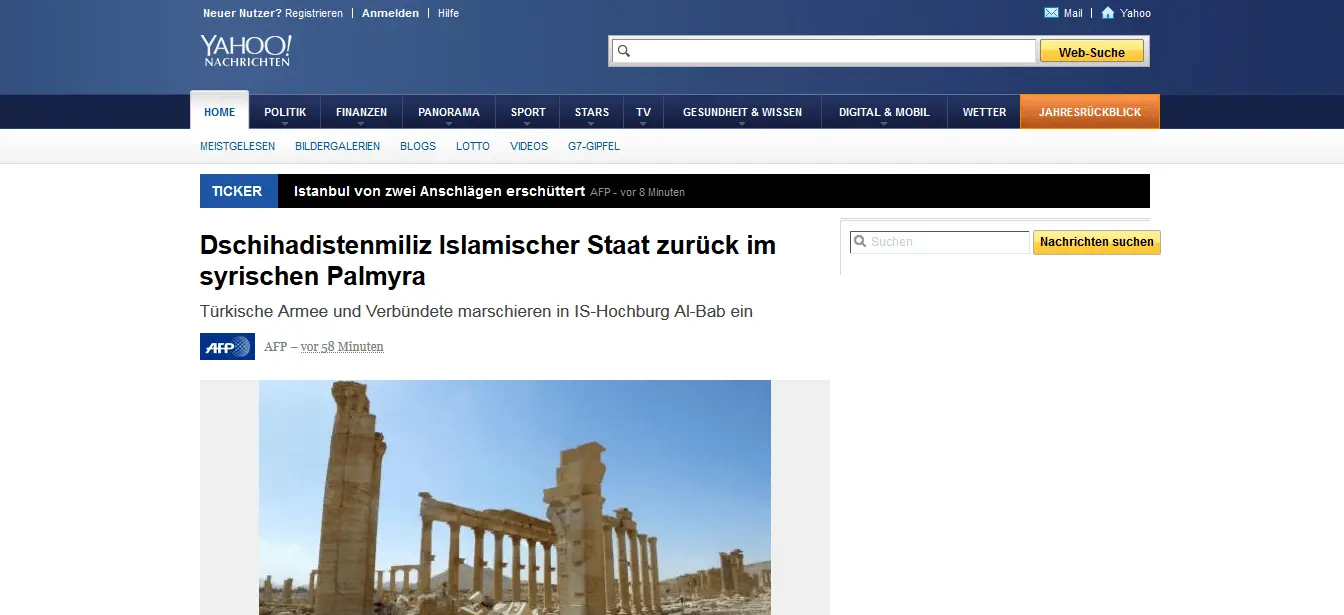 Neuer Nutzer? Registrieren | Anmelden | Hilfe
Mail | Yahoo
YAHOO!
NACHRICHTEN
Web-Suche
HOME POLITIK FINANZEN PANORAMA SPORT STARS TV GESUNDHEIT & WISSEN DIGITAL & MOBIL WETTER JAHRESRÜCKBLICK
MEISTGELESEN BILDERGALERIEN BLOGS LOTTO VIDEOS G7-GIPFEL
TICKER Istanbul von zwei Anschlägen erschüttert AFP - vor 8 Minuten
Suchen Nachrichten suchen
Dschihadistenmiliz Islamischer Staat zurück im
syrischen Palmyra
Türkische Armee und Verbündete marschieren in IS-Hochburg Al-Bab ein
AFP AFP – vor 58 Minuten